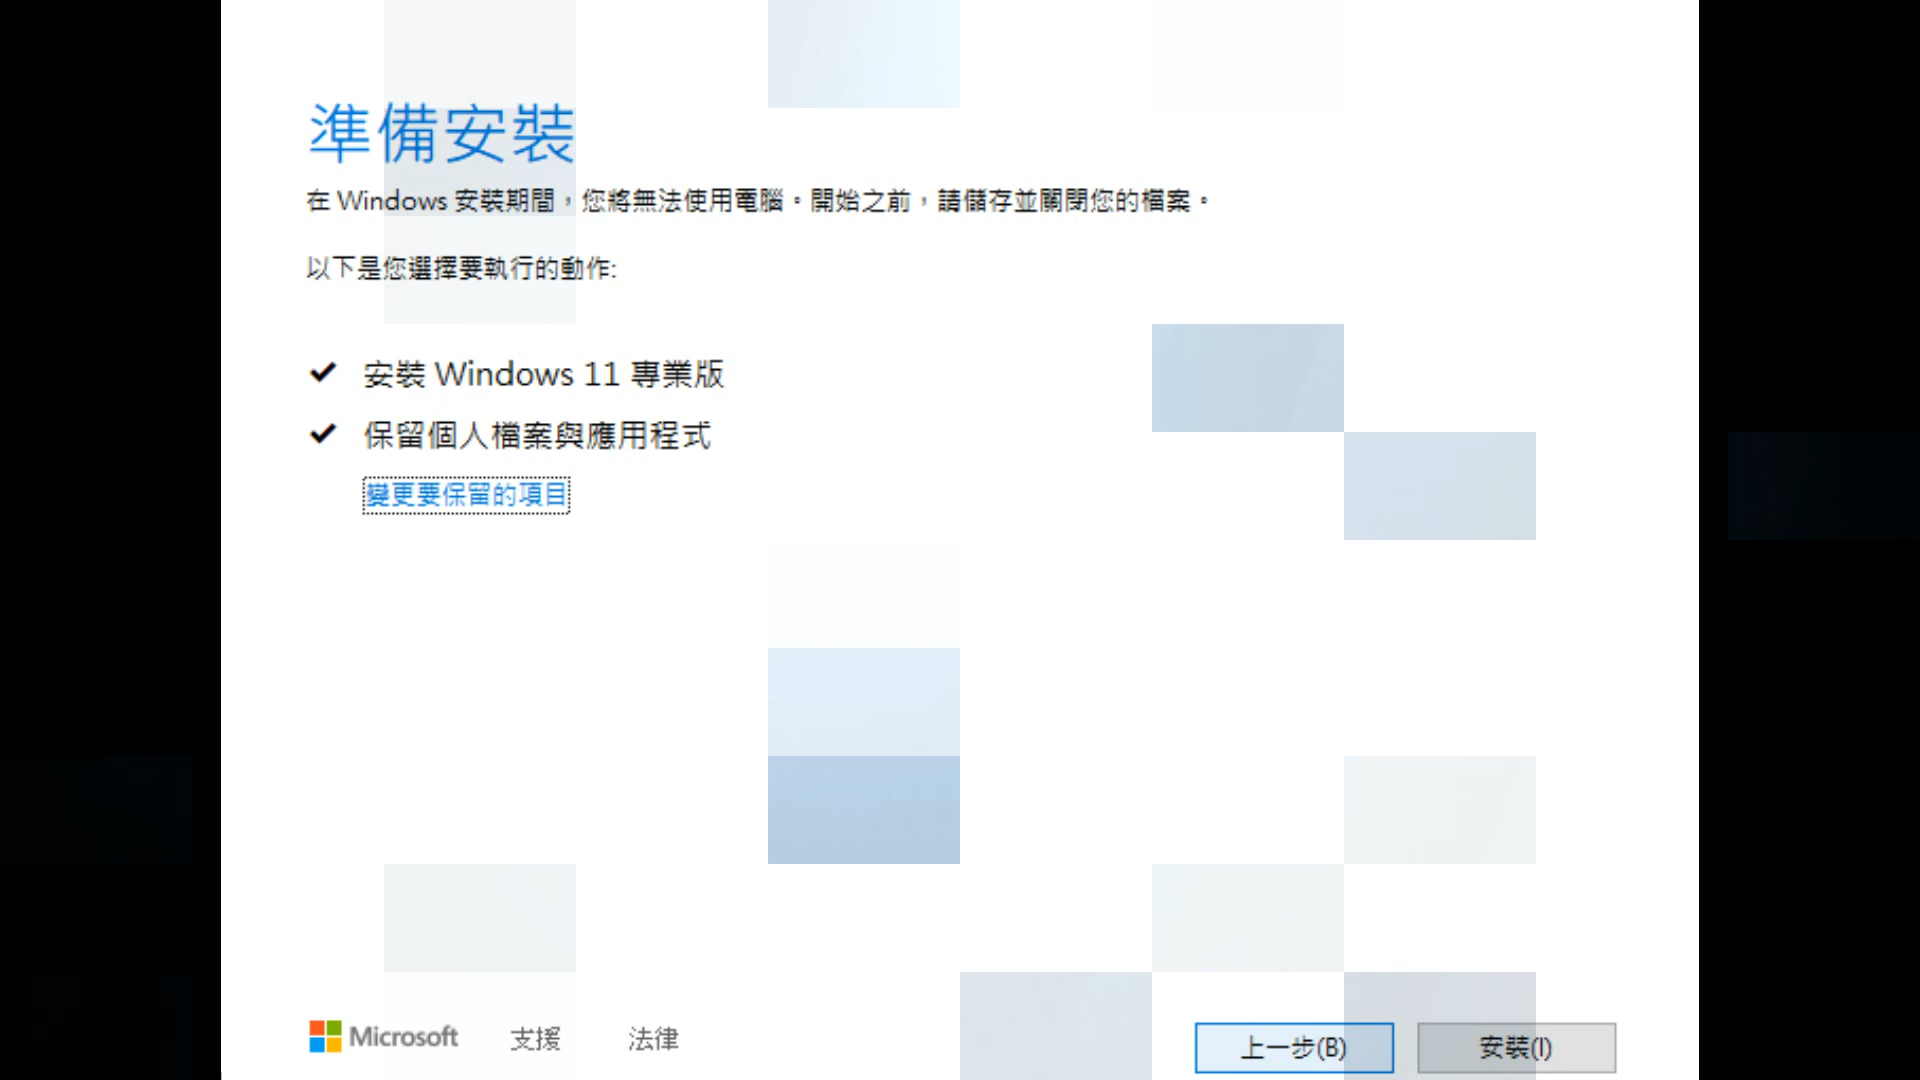 準備安裝
在 Windows 安裝期間，您將無法使用電腦。開始之前，請儲存並關閉您的檔案。
以下是您選擇要執行的動作:
安裝 Windows 11 專業版
保留個人檔案與應用程式
變更要保留的項目
Microsoft 支援 法律 上一步(B) 安裝(I)